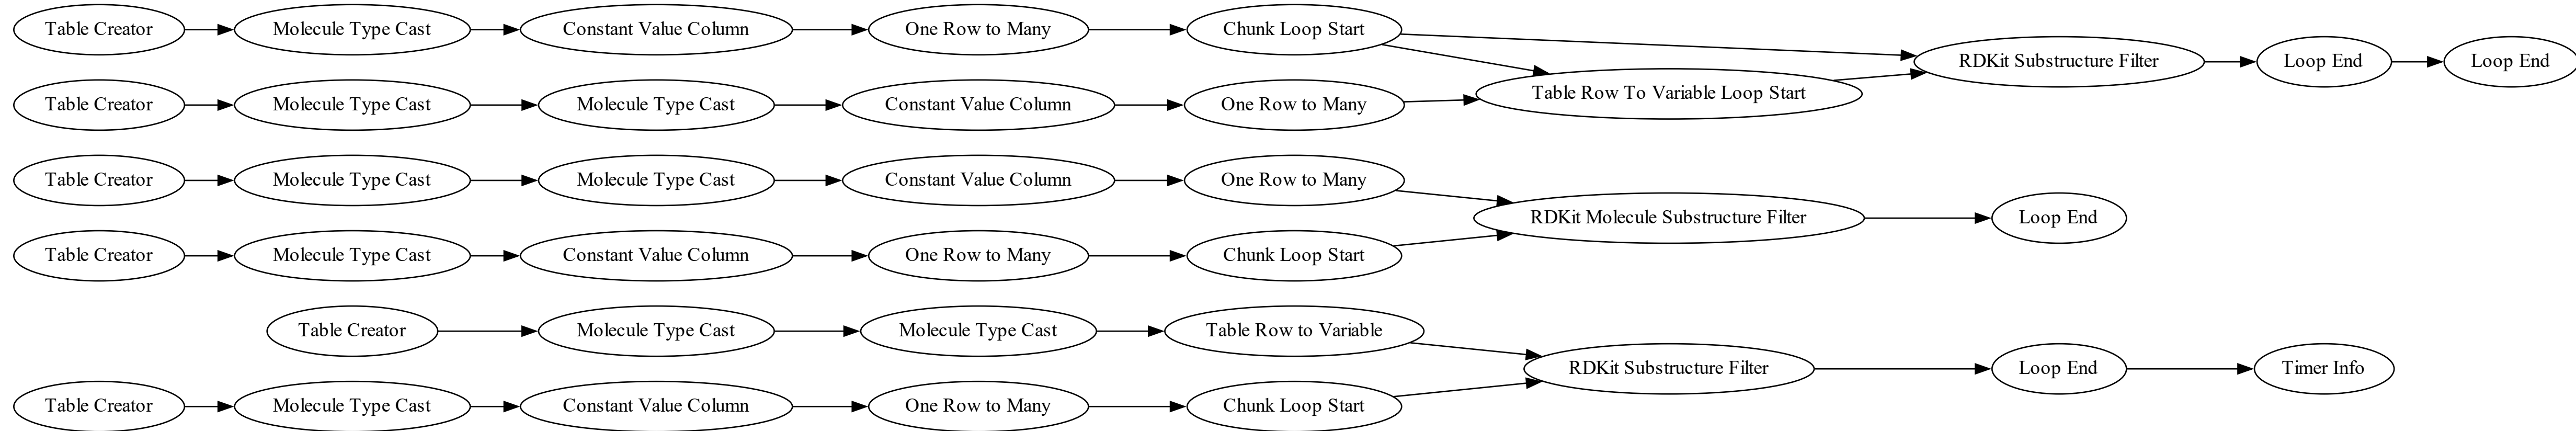 Table Creator
Molecule Type Cast
Constant Value Column
One Row to Many
Chunk Loop Start
RDKit Substructure Filter
Loop End
Loop End
Table Creator
Molecule Type Cast
Molecule Type Cast
Constant Value Column
One Row to Many
Table Row To Variable Loop Start
Table Creator
Molecule Type Cast
Molecule Type Cast
Constant Value Column
One Row to Many
RDKit Molecule Substructure Filter
Loop End
Table Creator
Molecule Type Cast
Constant Value Column
One Row to Many
Chunk Loop Start
Table Creator
Molecule Type Cast
Molecule Type Cast
Table Row to Variable
RDKit Substructure Filter
Loop End
Timer Info
Table Creator
Molecule Type Cast
Constant Value Column
One Row to Many
Chunk Loop Start